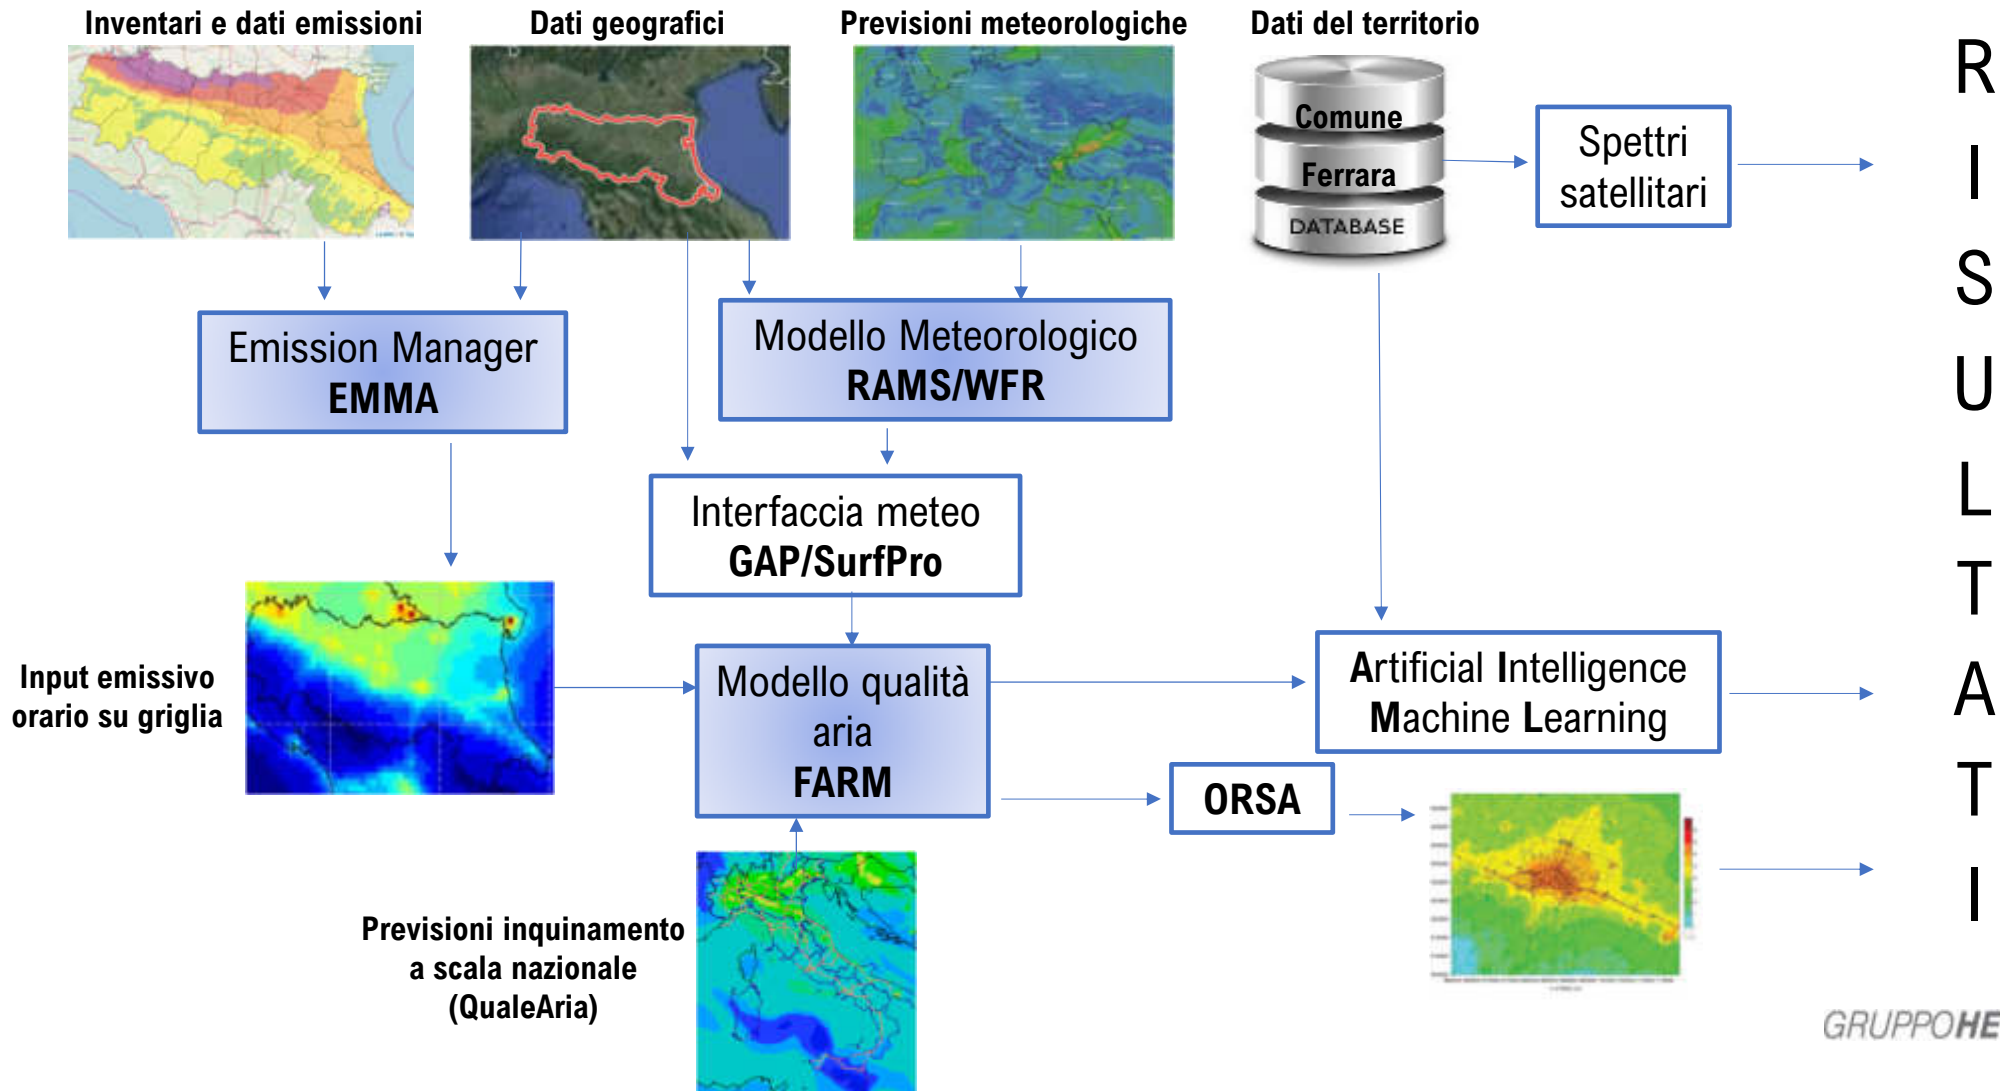 Inventari e dati emissioni
Dati geografici
Previsioni meteorologiche
Dati del territorio
Comune
Ferrara
DATABASE
Spettri
satellitari
Emission Manager
EMMA
Modello Meteorologico
RAMS/WFR
Interfaccia meteo
GAP/SurfPro
Input emissivo
orario su griglia
Modello qualità
aria
FARM
Artificial Intelligence
Machine Learning
ORSA
Previsioni inquinamento
a scala nazionale
(QualeAria)
R
I
S
U
L
T
A
T
I
GRUPPOHE